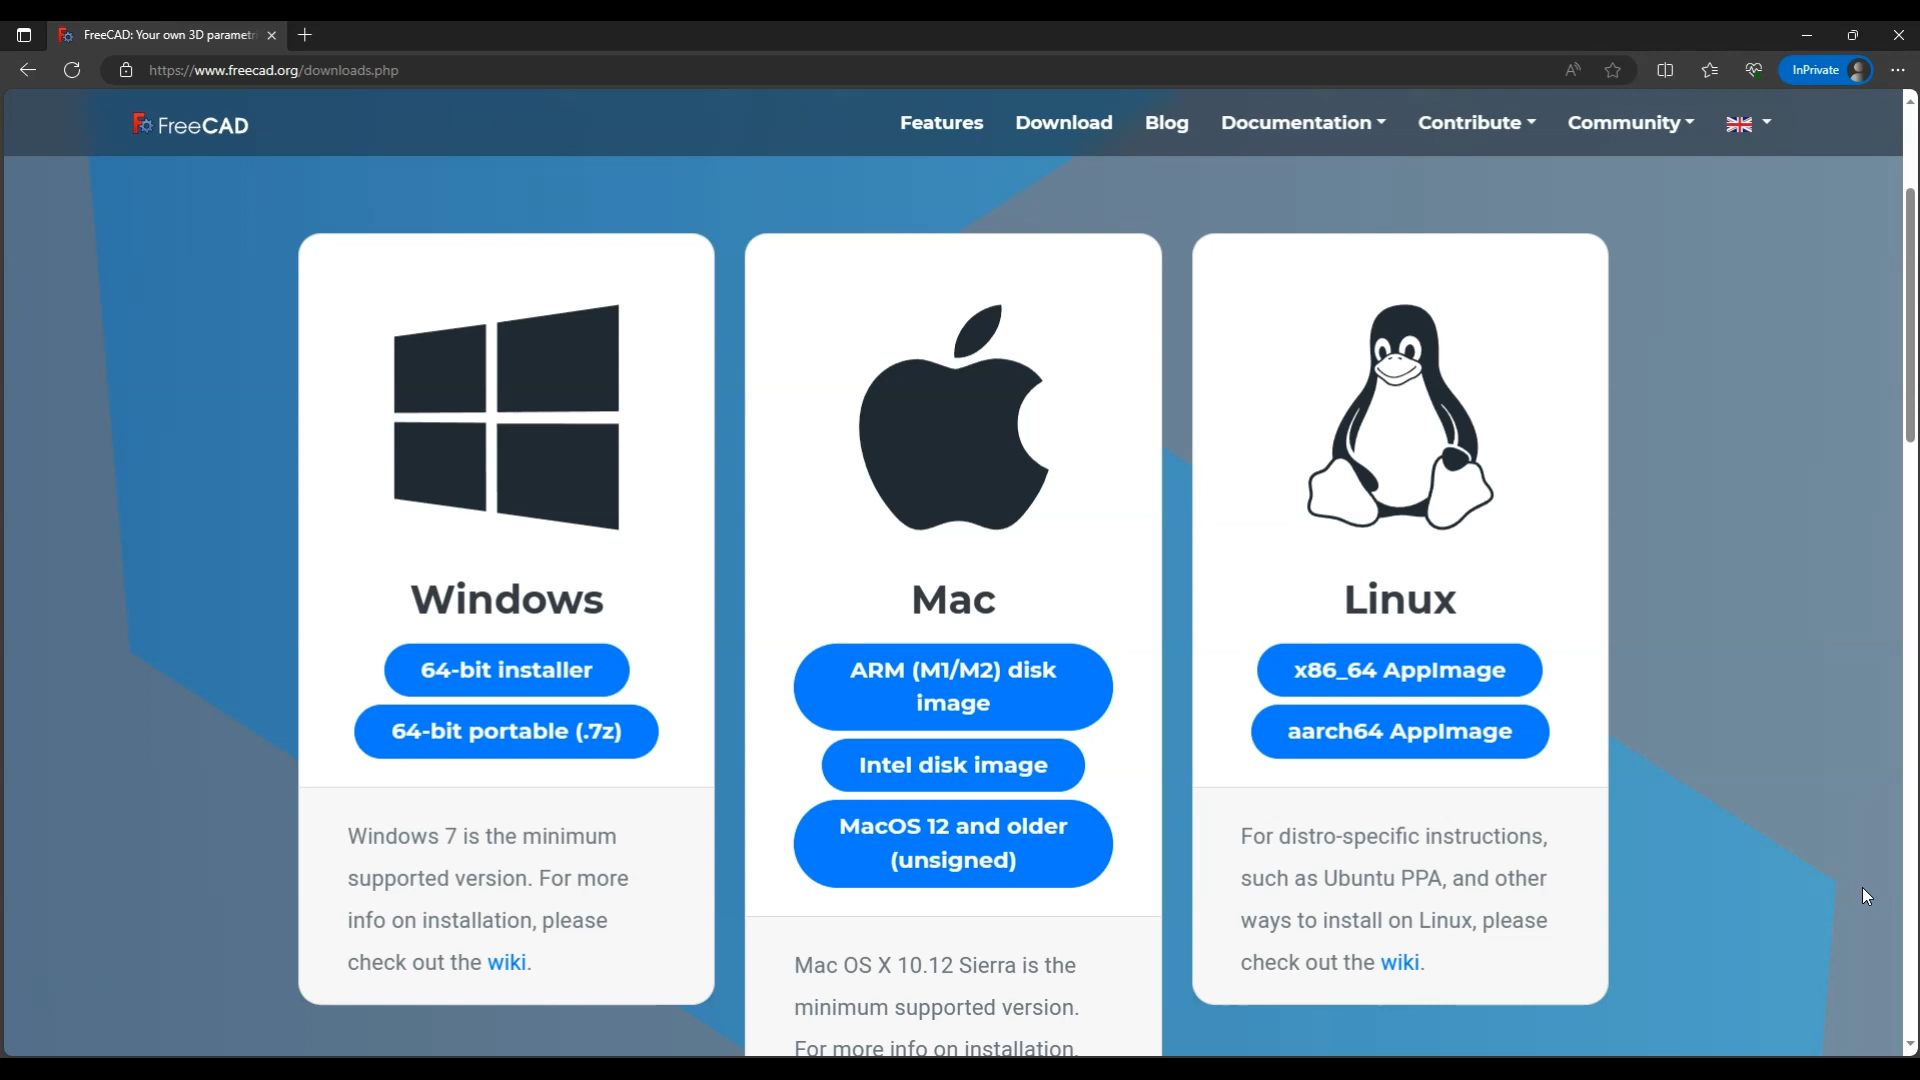 FreeCAD: Your own 3D parametri
https://www.freecad.org/downloads.php
InPrivate
FreeCAD
Features
Download
Blog
Documentation
Contribute
Community
Windows
64-bit installer
64-bit portable (.7z)
Windows 7 is the minimum
supported version. For more
info on installation, please
check out the wiki.
Mac
ARM (M1/M2) disk
image
Intel disk image
MacOS 12 and older
(unsigned)
Mac OS X 10.12 Sierra is the
minimum supported version.
For more info on installation,
Linux
x86_64 AppImage
aarch64 AppImage
For distro-specific instructions,
such as Ubuntu PPA, and other
ways to install on Linux, please
check out the wiki.